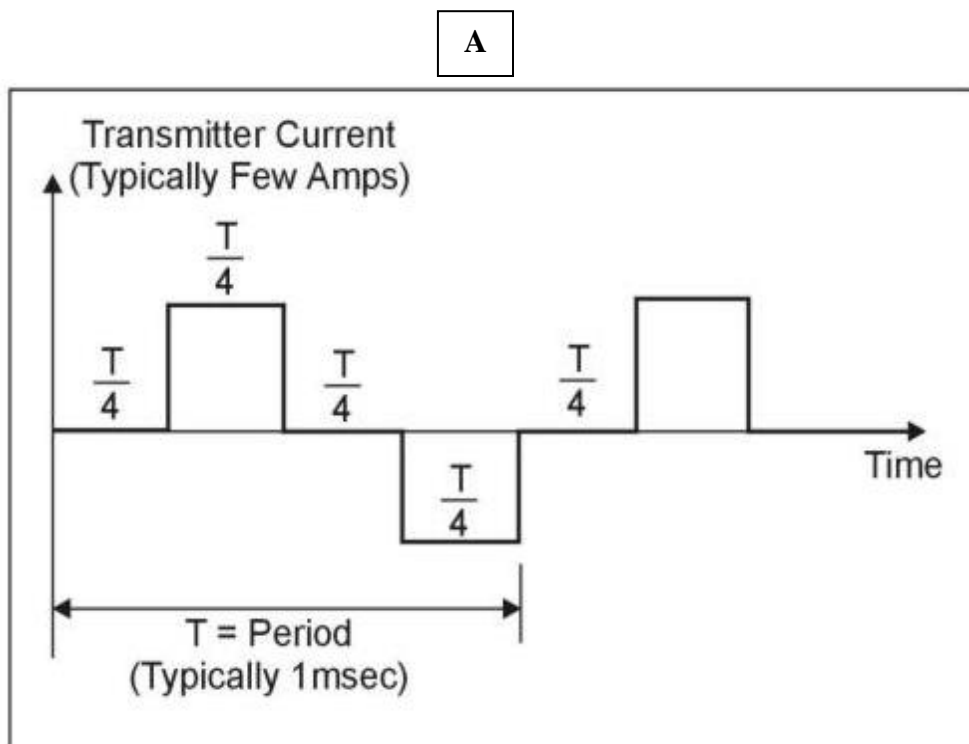 A
Transmitter Current
(Typically Few Amps)
T
4
T
4
T
4
T
4
T
4
Time
T = Period
(Typically 1msec)